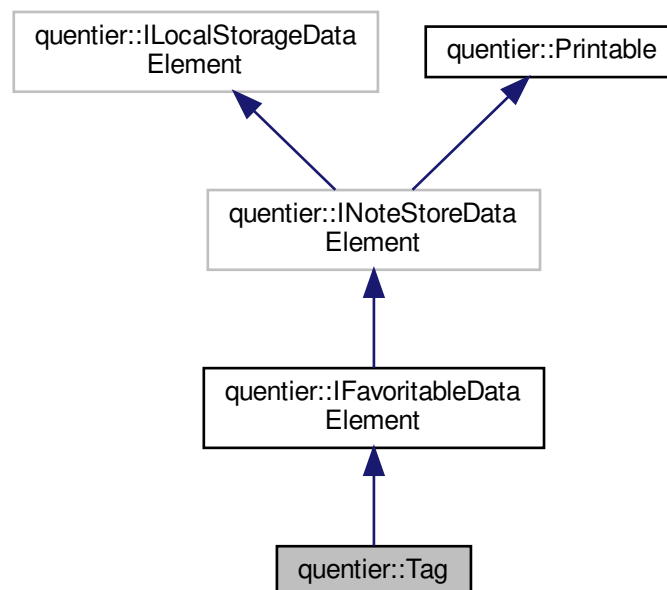 quentier::ILocalStorageData
Element
quentier::Printable
quentier::INoteStoreData
Element
quentier::IFavoritableData
Element
quentier::Tag